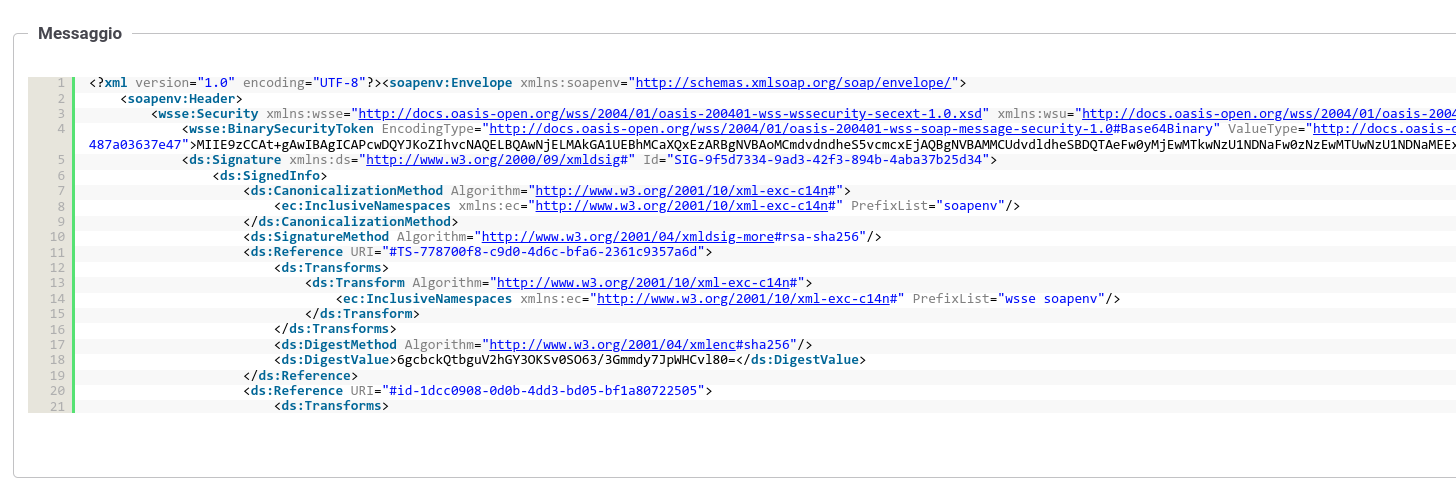 Messaggio
1 <?xml version="1.0" encoding="UTF-8"?><soapenv:Envelope xmlns:soapenv="http://schemas.xmlsoap.org/soap/envelope/">
2 <soapenv:Header>
3 <wsse:Security xmlns:wsse="http://docs.oasis-open.org/wss/2004/01/oasis-200401-wss-wssecurity-secext-1.0.xsd" xmlns:wsu="http://docs.oasis-open.org/wss/2004/01/oasis-2004
4 <wsse:BinarySecurityToken EncodingType="http://docs.oasis-open.org/wss/2004/01/oasis-200401-wss-soap-message-security-1.0#Base64Binary" ValueType="http://docs.oasis-o
487a03637e47">MIIE9zCCAt+gAwIBAgICAPcwDQYJKoZIhvcNAQELBQAwNjELMAkGA1UEBhMCaXQxEzARBgNVBAoMCmdvdndheS5vcmcxEjAQBgNVBAMMCUdvdldheSBDQTAeFw0yMjEwMTkwNzU1NDNaFw0zNzEwMTUwNzU1NDNaMEEx
5 <ds:Signature xmlns:ds="http://www.w3.org/2000/09/xmldsig#" Id="SIG-9f5d7334-9ad3-42f3-894b-4aba37b25d34">
6 <ds:SignedInfo>
7 <ds:CanonicalizationMethod Algorithm="http://www.w3.org/2001/10/xml-exc-c14n#">
8 <ec:InclusiveNamespaces xmlns:ec="http://www.w3.org/2001/10/xml-exc-c14n#" PrefixList="soapenv"/>
9 </ds:CanonicalizationMethod>
10 <ds:SignatureMethod Algorithm="http://www.w3.org/2001/04/xmldsig-more#rsa-sha256"/>
11 <ds:Reference URI="#TS-778700f8-c9d0-4d6c-bfa6-2361c9357a6d">
12 <ds:Transforms>
13 <ds:Transform Algorithm="http://www.w3.org/2001/10/xml-exc-c14n#">
14 <ec:InclusiveNamespaces xmlns:ec="http://www.w3.org/2001/10/xml-exc-c14n#" PrefixList="wsse soapenv"/>
15 </ds:Transform>
16 </ds:Transforms>
17 <ds:DigestMethod Algorithm="http://www.w3.org/2001/04/xmlenc#sha256"/>
18 <ds:DigestValue>6gcbckQtbguV2hGY3OKSv0SO63/3Gmmdy7JpWHCvl80=</ds:DigestValue>
19 </ds:Reference>
20 <ds:Reference URI="#id-1dcc0908-0d0b-4dd3-bd05-bf1a80722505">
21 <ds:Transforms>